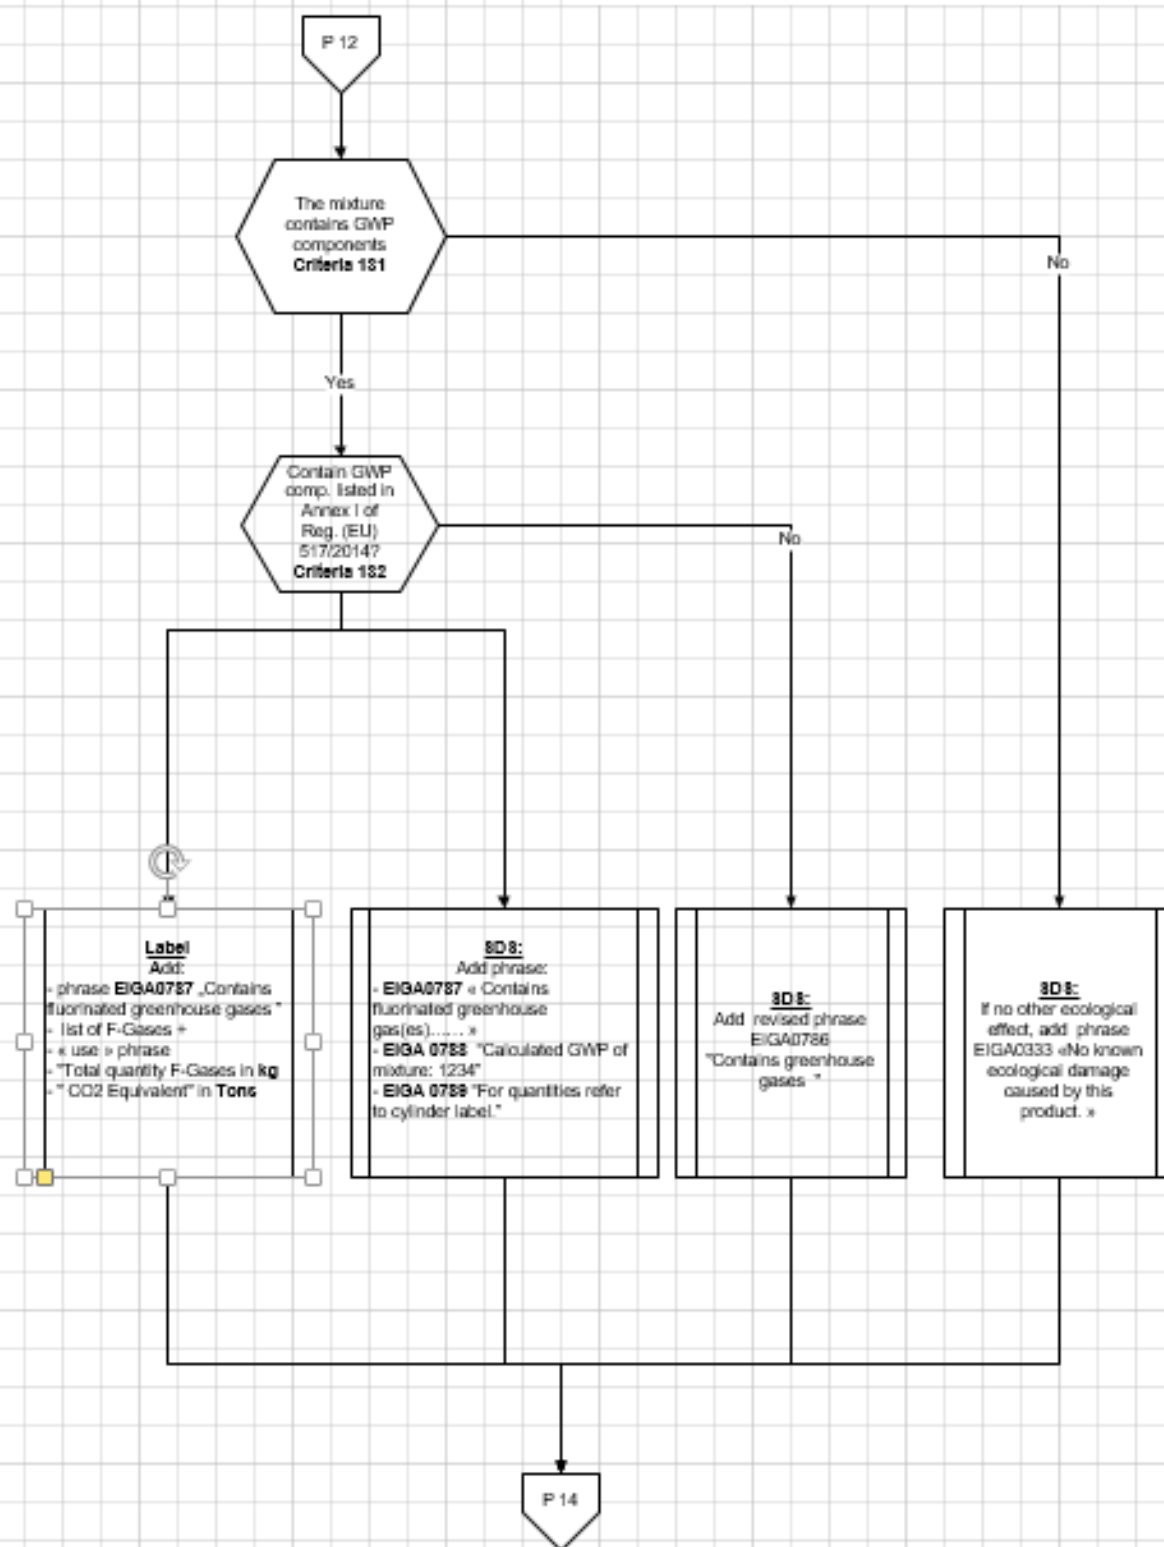 P 12
The mixture
contains GWP
components
Criteria 131
No
Yes
Contain GWP
comp. listed in
Annex I of
Reg. (EU)
517/2014?
Criteria 132
No
Label
Add:
- phrase EIGA0787 „Contains
fluorinated greenhouse gases "
- list of F-Gases +
- « use » phrase
- "Total quantity F-Gases in kg
- " CO2 Equivalent" in Tons
SDS:
Add phrase:
- EIGA0787 « Contains
fluorinated greenhouse
gas(es)...... »
- EIGA 0788 "Calculated GWP of
mixture: 1234"
- EIGA 0789 "For quantities refer
to cylinder label."
SDS:
Add revised phrase
EIGA0786
"Contains greenhouse
gases "
SDS:
If no other ecological
effect, add phrase
EIGA0333 «No known
ecological damage
caused by this
product. »
P 14